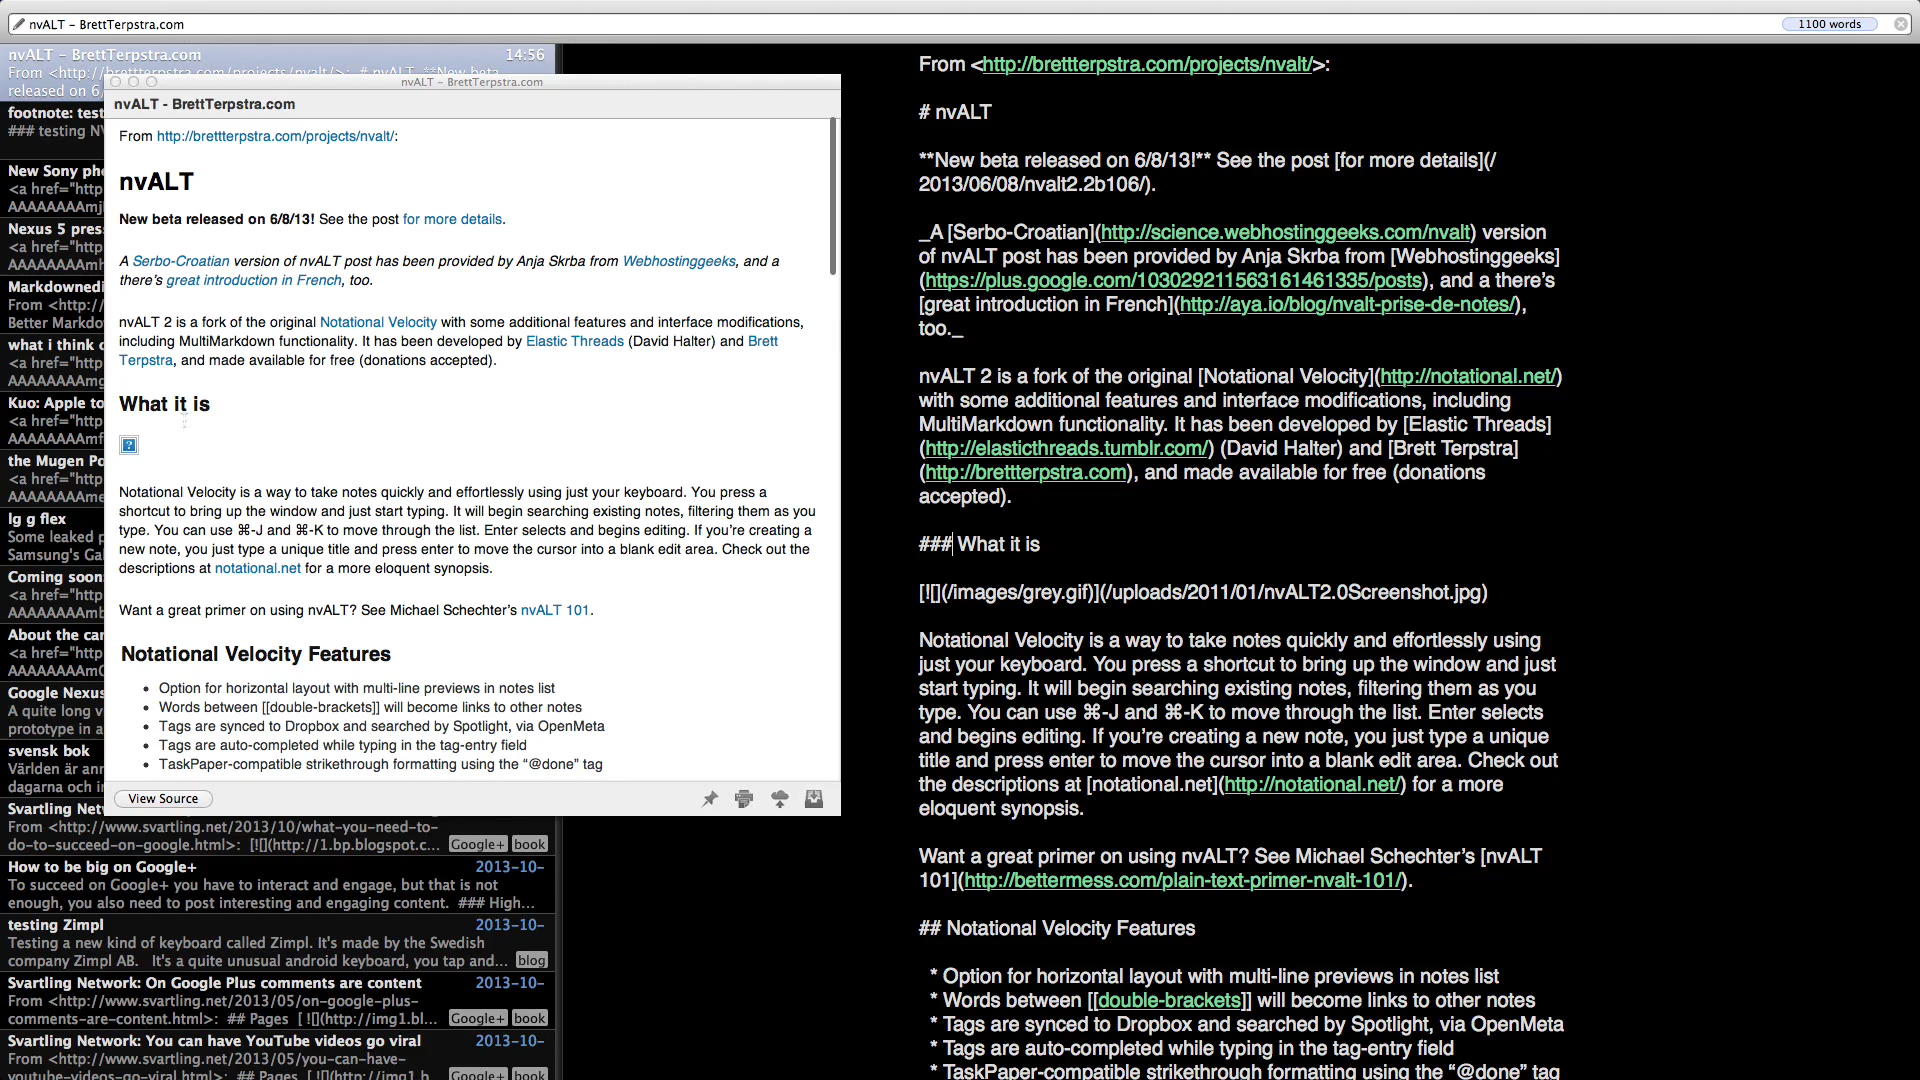 nvALT – BrettTerpstra.com
1100 words
nvALT – BrettTerpstra.com 14:56
From <http://brettterpstra.com/projects/nvalt/>: # nvALT **New beta
released on 6/
footnote: test
### testing NV
New Sony pho
<a href="http
AAAAAAAAmj
Nexus 5 pres
<a href="http
AAAAAAAAmh
Markdownedi
From <http:/
Better Markdo
what i think o
<a href="http
AAAAAAAAmg
Kuo: Apple to
<a href="http
AAAAAAAAmf
the Mugen Po
<a href="http
AAAAAAAAme
lg g flex
Some leaked p
Samsung's Gal
Coming soon:
<a href="http
AAAAAAAAmb
About the car
<a href="http
AAAAAAAAm
Google Nexus
A quite long v
prototype in a
svensk bok
Världen är ann
dagarna och i
Svartling Net
From <http://www.svartling.net/2013/10/what-you-need-to-
do-to-succeed-on-google.html>: [![](http://1.bp.blogspot.c... Google+ book
How to be big on Google+ 2013-10-
To succeed on Google+ you have to interact and engage, but that is not
enough, you also need to post interesting and engaging content. ### High...
testing Zimpl 2013-10-
Testing a new kind of keyboard called Zimpl. It's made by the Swedish
company Zimpl AB. It's a quite unusual android keyboard, you tap and... blog
Svartling Network: On Google Plus comments are content 2013-10-
From <http://www.svartling.net/2013/05/on-google-plus-
comments-are-content.html>: ## Pages [ ![](http://img1.bl... Google+ book
Svartling Network: You can have YouTube videos go viral 2013-10-
From <http://www.svartling.net/2013/05/you-can-have-
youtube-videos-go-viral.html>: ## Pages [ ![](http://img1.b... Google+ book
nvALT – BrettTerpstra.com
nvALT - BrettTerpstra.com
From http://brettterpstra.com/projects/nvalt/:
nvALT
New beta released on 6/8/13! See the post for more details.
A Serbo-Croatian version of nvALT post has been provided by Anja Skrba from Webhostinggeeks, and a
there's great introduction in French, too.
nvALT 2 is a fork of the original Notational Velocity with some additional features and interface modifications,
including MultiMarkdown functionality. It has been developed by Elastic Threads (David Halter) and Brett
Terpstra, and made available for free (donations accepted).
What it is
Notational Velocity is a way to take notes quickly and effortlessly using just your keyboard. You press a
shortcut to bring up the window and just start typing. It will begin searching existing notes, filtering them as you
type. You can use ⌘-J and ⌘-K to move through the list. Enter selects and begins editing. If you're creating a
new note, you just type a unique title and press enter to move the cursor into a blank edit area. Check out the
descriptions at notational.net for a more eloquent synopsis.
Want a great primer on using nvALT? See Michael Schechter's nvALT 101.
Notational Velocity Features
• Option for horizontal layout with multi-line previews in notes list
• Words between [[double-brackets]] will become links to other notes
• Tags are synced to Dropbox and searched by Spotlight, via OpenMeta
• Tags are auto-completed while typing in the tag-entry field
• TaskPaper-compatible strikethrough formatting using the “@done” tag
View Source
From <http://brettterpstra.com/projects/nvalt/>:
# nvALT
**New beta released on 6/8/13!** See the post [for more details](/
2013/06/08/nvalt2.2b106/).
_A [Serbo-Croatian](http://science.webhostinggeeks.com/nvalt) version
of nvALT post has been provided by Anja Skrba from [Webhostinggeeks]
(https://plus.google.com/103029211563161461335/posts), and a there's
[great introduction in French](http://aya.io/blog/nvalt-prise-de-notes/),
too._
nvALT 2 is a fork of the original [Notational Velocity](http://notational.net/)
with some additional features and interface modifications, including
MultiMarkdown functionality. It has been developed by [Elastic Threads]
(http://elasticthreads.tumblr.com/) (David Halter) and [Brett Terpstra]
(http://brettterpstra.com), and made available for free (donations
accepted).
### What it is
[![](/images/grey.gif)](/uploads/2011/01/nvALT2.0Screenshot.jpg)
Notational Velocity is a way to take notes quickly and effortlessly using
just your keyboard. You press a shortcut to bring up the window and just
start typing. It will begin searching existing notes, filtering them as you
type. You can use ⌘-J and ⌘-K to move through the list. Enter selects
and begins editing. If you're creating a new note, you just type a unique
title and press enter to move the cursor into a blank edit area. Check out
the descriptions at [notational.net](http://notational.net/) for a more
eloquent synopsis.
Want a great primer on using nvALT? See Michael Schechter's [nvALT
101](http://bettermess.com/plain-text-primer-nvalt-101/).
## Notational Velocity Features
* Option for horizontal layout with multi-line previews in notes list
* Words between [[double-brackets]] will become links to other notes
* Tags are synced to Dropbox and searched by Spotlight, via OpenMeta
* Tags are auto-completed while typing in the tag-entry field
* TaskPaper-compatible strikethrough formatting using the “@done” tag